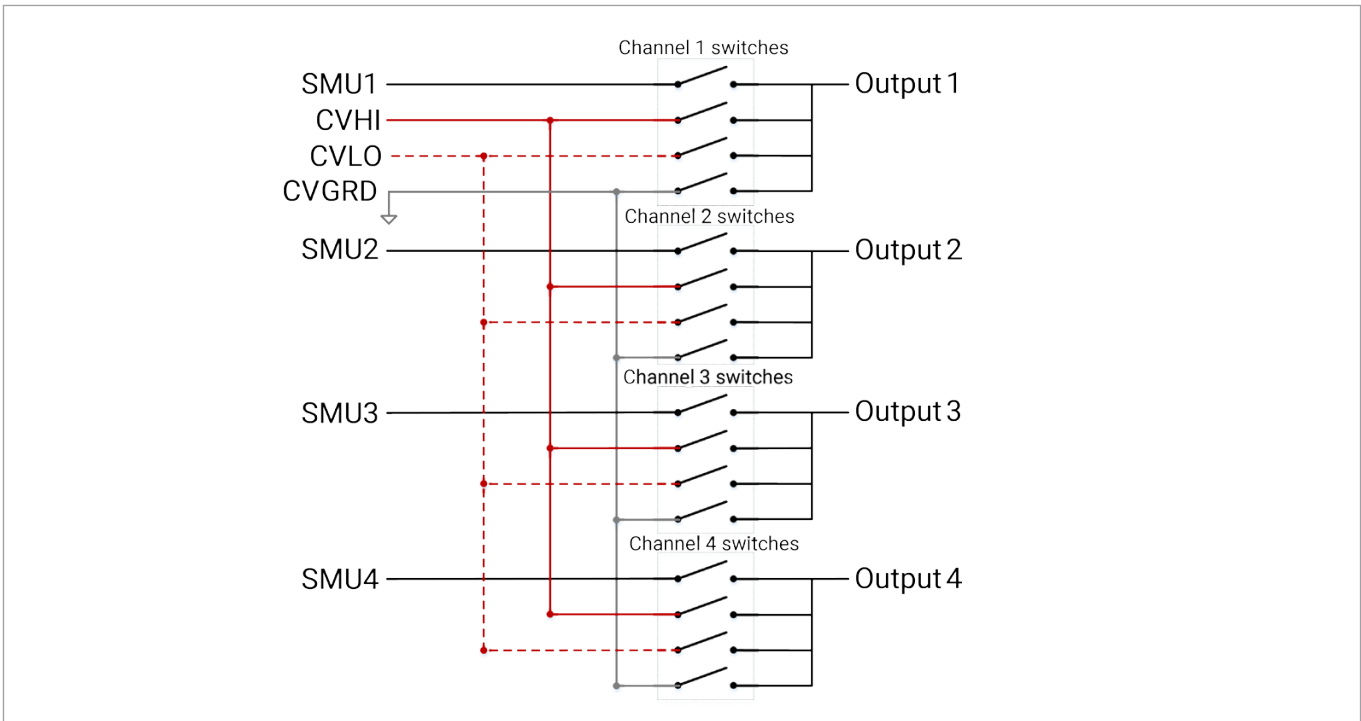 Channel 1 switches
SMU1
Output 1
CVHI
CVLO
CVGRD
Channel 2 switches
SMU2
Output 2
Channel 3 switches
SMU3
Output 3
Channel 4 switches
SMU4
Output 4